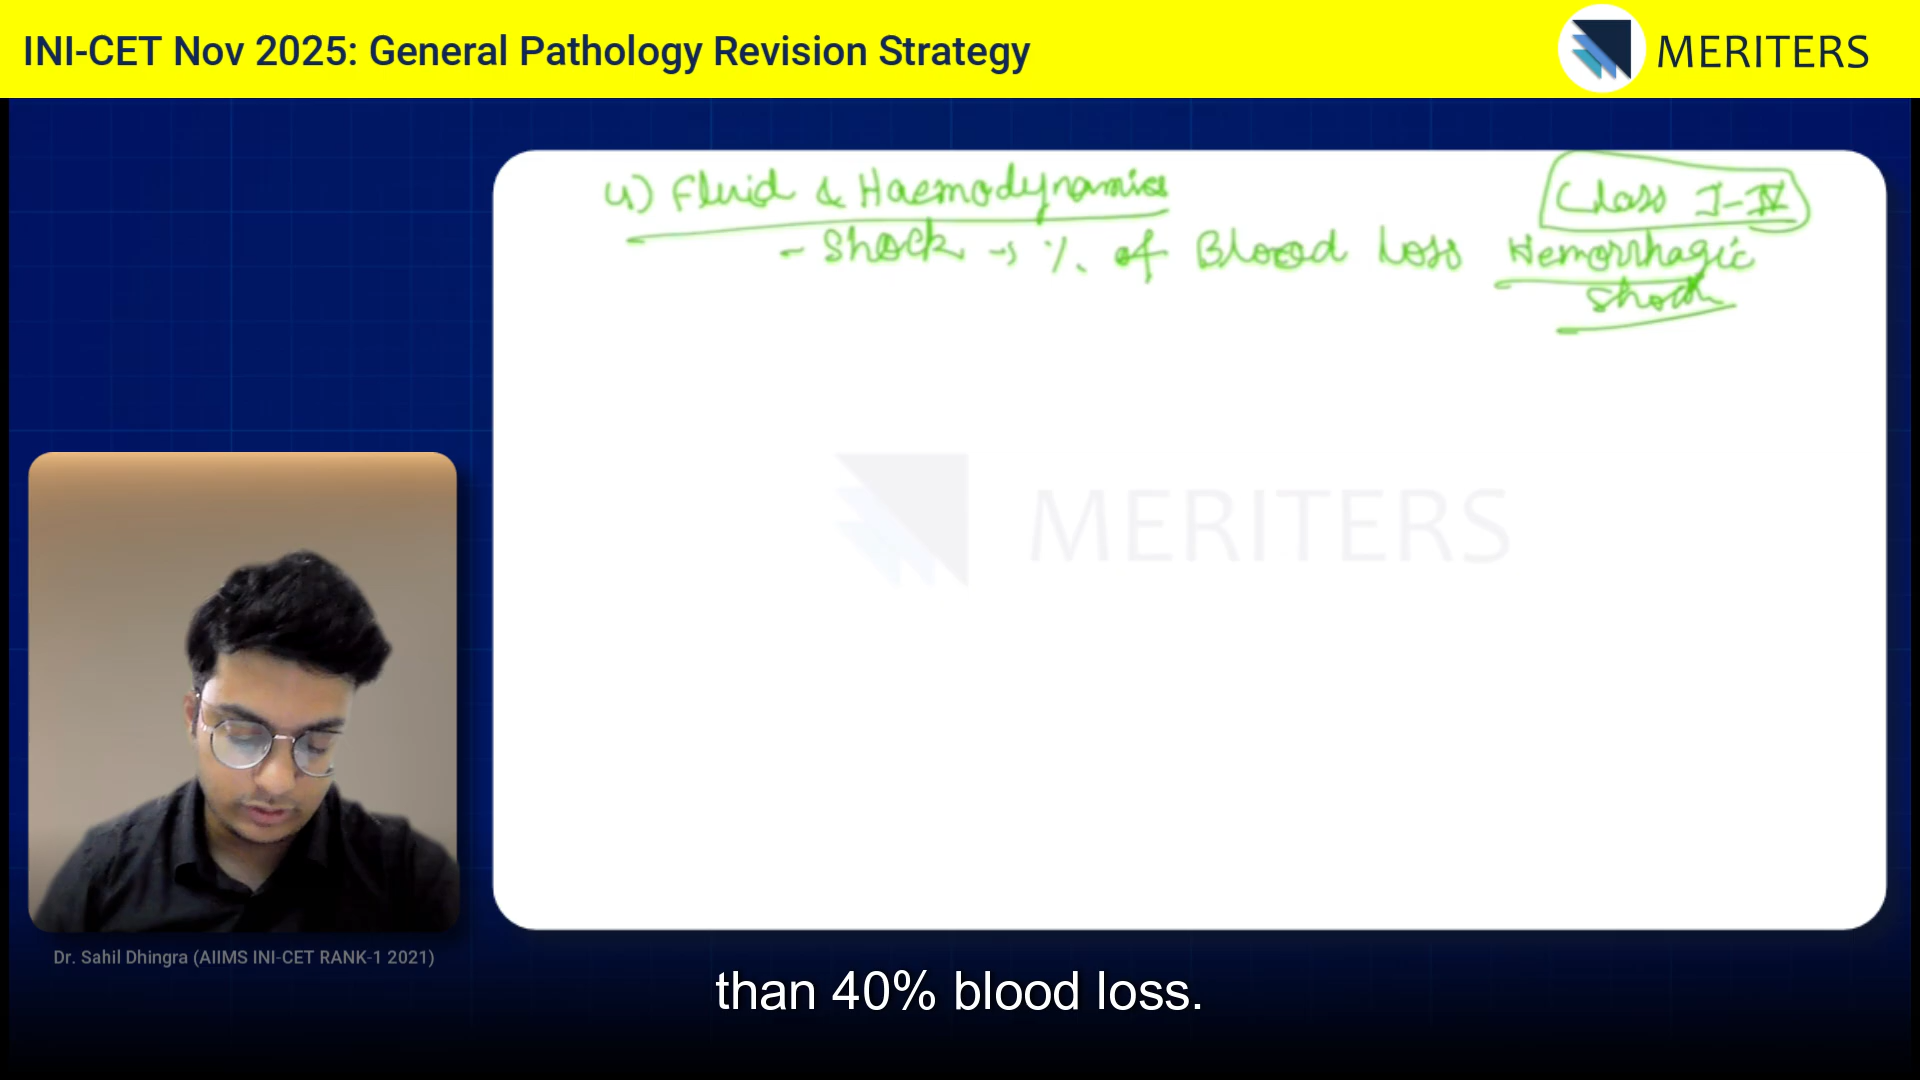 INI-CET Nov 2025: General Pathology Revision Strategy
MERITERS
4) Fluid & Haemodynamics
Class I-IV
- Shock → % of Blood Loss Hemorrhagic
Shock
MERITERS
Dr. Sahil Dhingra (AIIMS INI-CET RANK-1 2021)
than 40% blood loss.